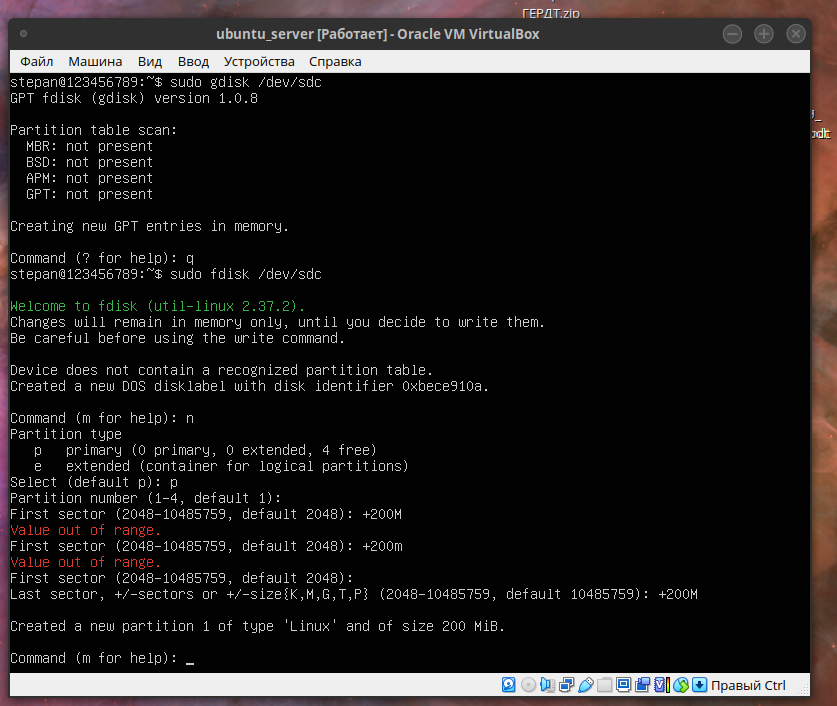 ГЕРДТ.zip
ubuntu_server [Работает] - Oracle VM VirtualBox
Файл Машина Вид Ввод Устройства Справка
stepan@123456789:~$ sudo gdisk /dev/sdc
GPT fdisk (gdisk) version 1.0.8
Partition table scan:
MBR: not present
BSD: not present
APM: not present
GPT: not present
Creating new GPT entries in memory.
Command (? for help): q
stepan@123456789:~$ sudo fdisk /dev/sdc
Welcome to fdisk (util-linux 2.37.2).
Changes will remain in memory only, until you decide to write them.
Be careful before using the write command.
Device does not contain a recognized partition table.
Created a new DOS disklabel with disk identifier 0xbece910a.
Command (m for help): n
Partition type
p primary (0 primary, 0 extended, 4 free)
e extended (container for logical partitions)
Select (default p): p
Partition number (1-4, default 1):
First sector (2048-10485759, default 2048): +200M
Value out of range.
First sector (2048-10485759, default 2048): +200m
Value out of range.
First sector (2048-10485759, default 2048):
Last sector, +/-sectors or +/-size{K,M,G,T,P} (2048-10485759, default 10485759): +200M
Created a new partition 1 of type 'Linux' and of size 200 MiB.
Command (m for help): _
Правый Ctrl